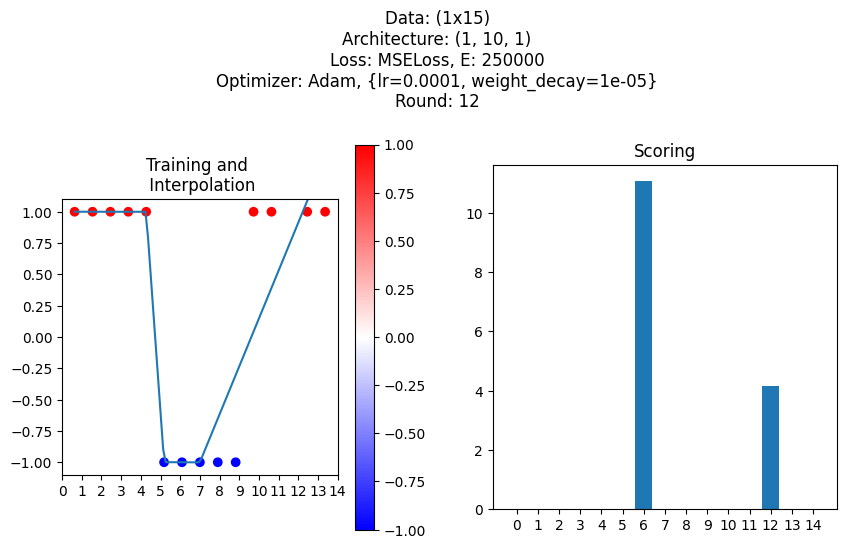 Data: (1x15)
Architecture: (1, 10, 1)
Loss: MSELoss, E: 250000
Optimizer: Adam, {lr=0.0001, weight_decay=1e-05}
Round: 12
Training and
Interpolation
1.00
0.75
0.50
0.25
0.00
−0.25
−0.50
−0.75
−1.00
0 1 2 3 4 5 6 7 8 9 10 11 12 13 14
1.00
0.75
0.50
0.25
0.00
−0.25
−0.50
−0.75
−1.00
Scoring
10
8
6
4
2
0
0 1 2 3 4 5 6 7 8 9 10 11 12 13 14